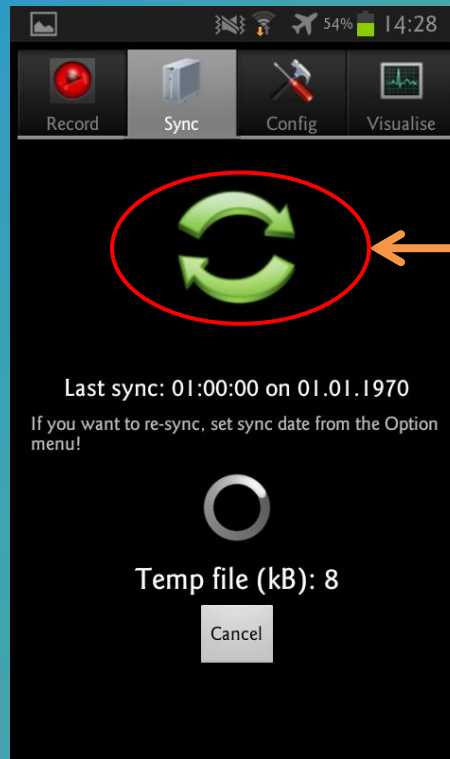 54% 14:28
Record Sync Config Visualise
Last sync: 01:00:00 on 01.01.1970
If you want to re-sync, set sync date from the Option
menu!
Temp file (kB): 8
Cancel